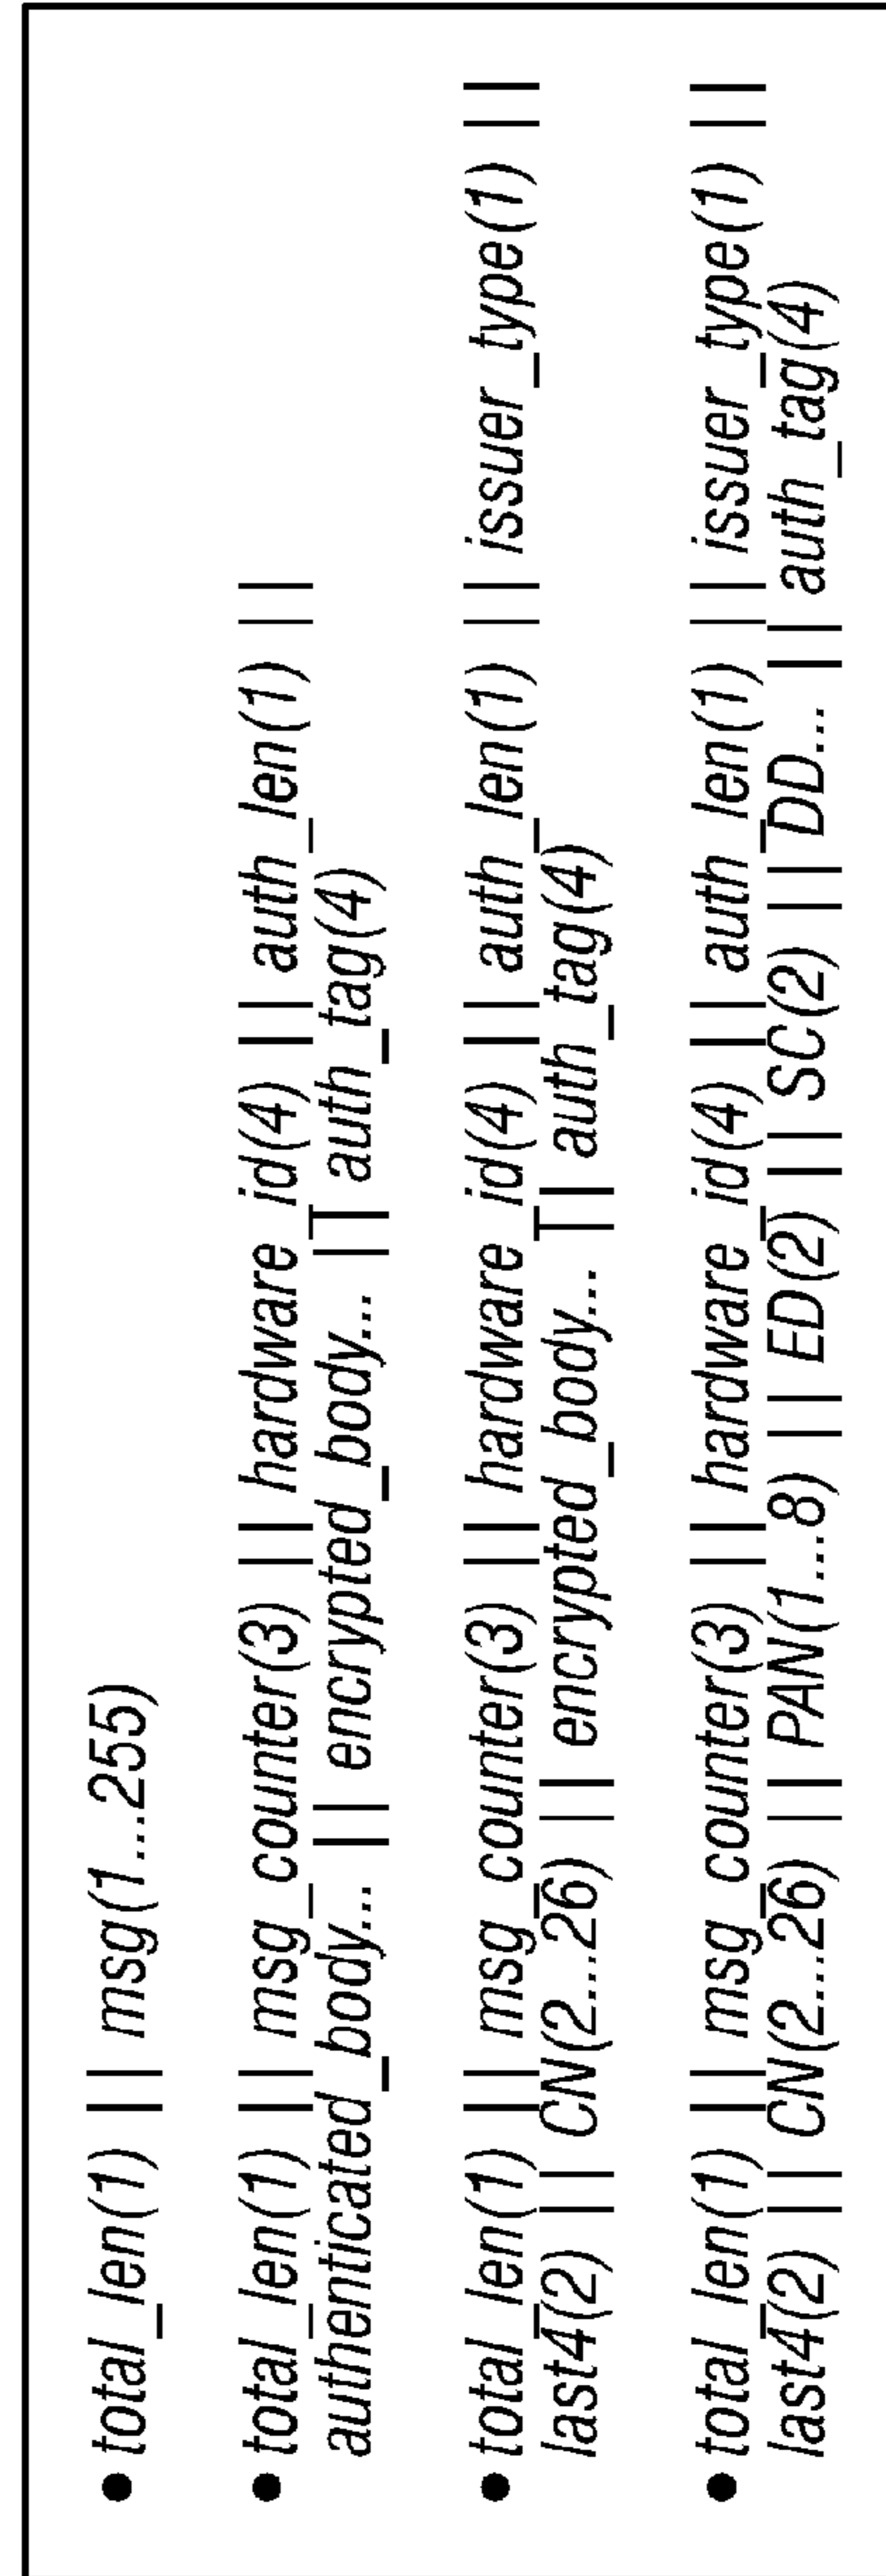 • total_len(1) || msg(1...255)
• total_len(1) || msg_counter(3) || hardware_id(4) || auth_len(1) ||
authenticated_body... || encrypted_body... || auth_tag(4)
• total_len(1) || msg_counter(3) || hardware_id(4) || auth_len(1) || issuer_type(1) ||
last4(2) || CN(2...26) || encrypted_body... || auth_tag(4)
• total_len(1) || msg_counter(3) || hardware_id(4) || auth_len(1) || issuer_type(1) ||
last4(2) || CN(2...26) || PAN(1...8) || ED(2) || SC(2) || DD... || auth_tag(4)